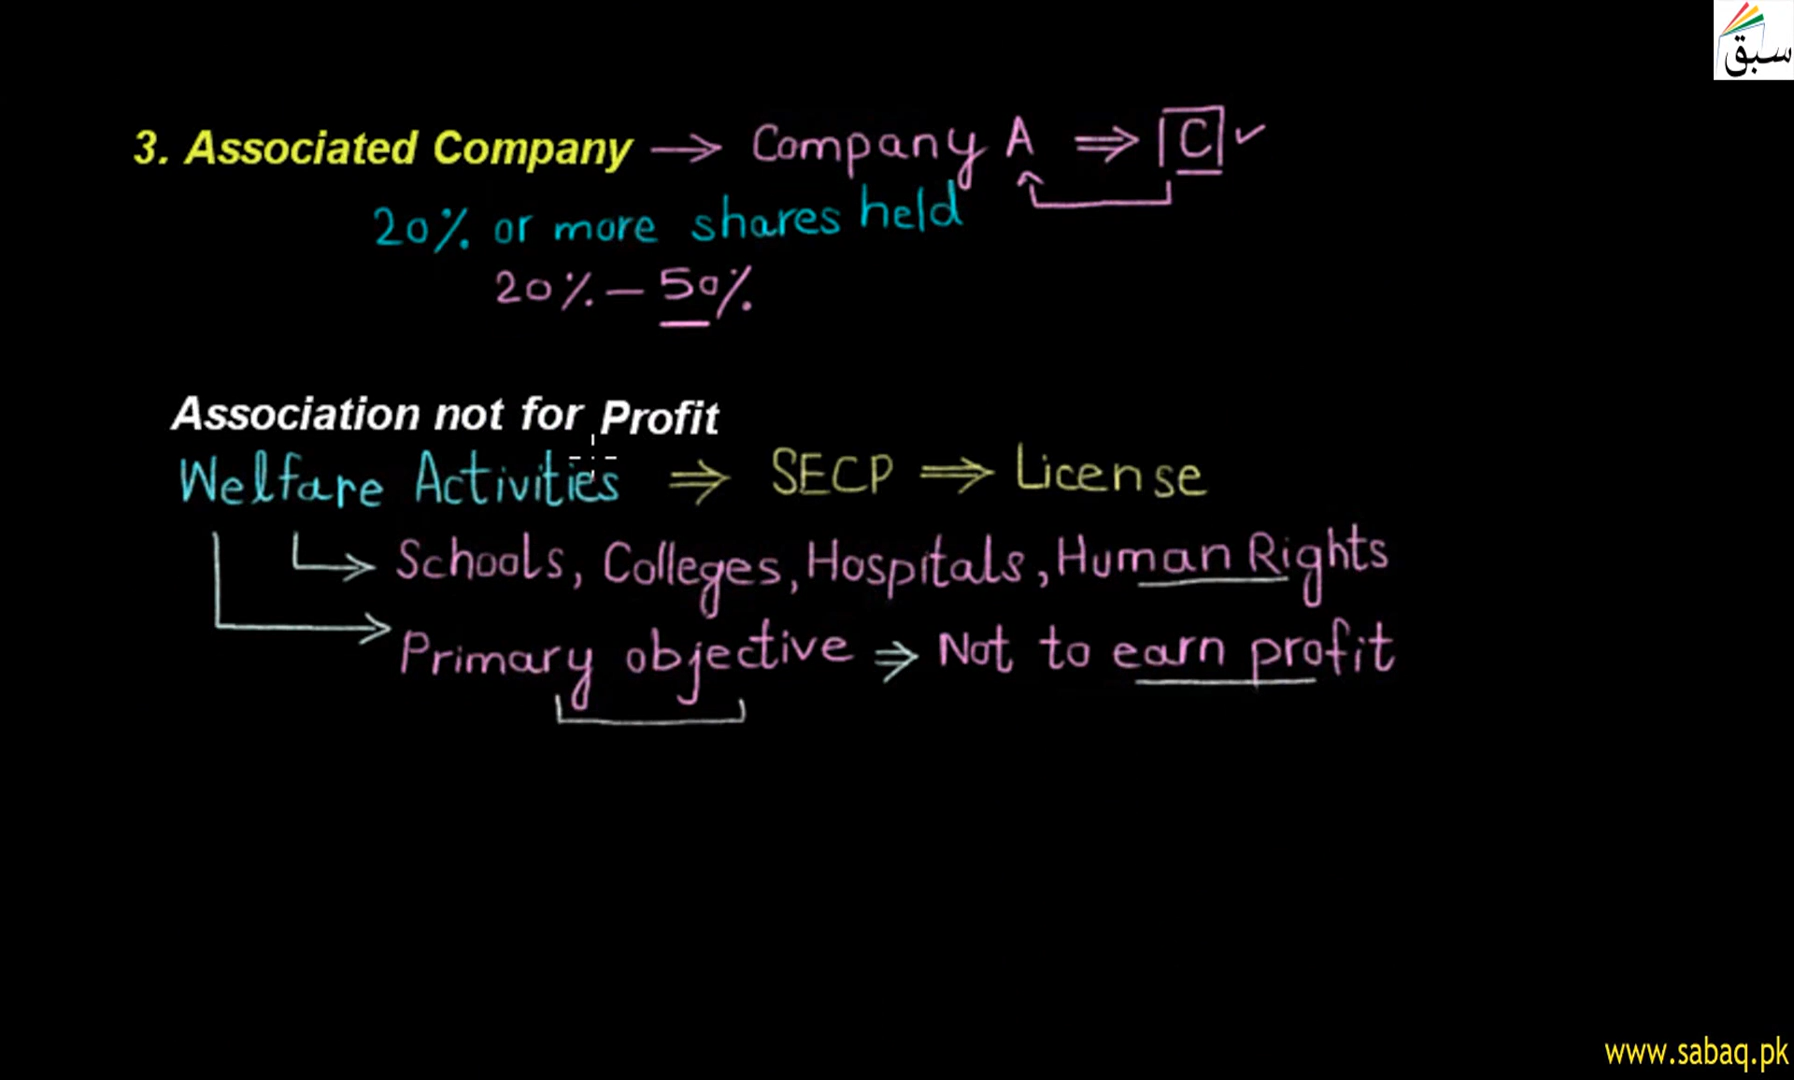 سبق
3. Associated Company → Company A ⇒ C ✓
20% or more shares held
20% – 50%
Association not for Profit
Welfare Activities ⇒ SECP ⇒ License
Schools, Colleges, Hospitals, Human Rights
Primary objective ⇒ Not to earn profit
www.sabaq.pk